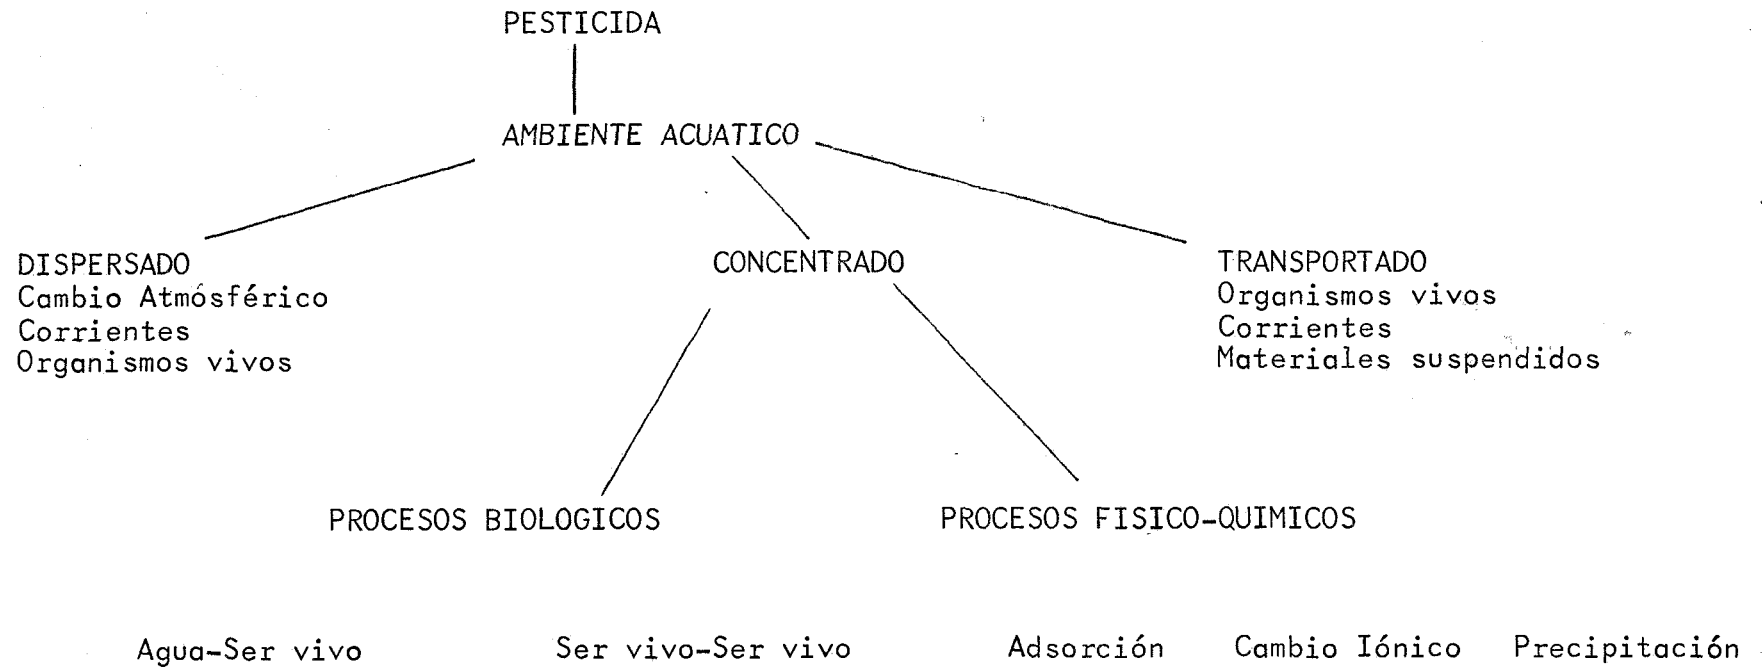 PESTICIDA
AMBIENTE ACUATICO
DISPERSADO
Cambio Atmósférico
Corrientes
Organismos vivos
CONCENTRADO
TRANSPORTADO
Organismos vivos
Corrientes
Materiales suspendidos
PROCESOS BIOLOGICOS
PROCESOS FISICO-QUIMICOS
Agua-Ser vivo
Ser vivo-Ser vivo
Adsorción
Cambio Iónico
Precipitación